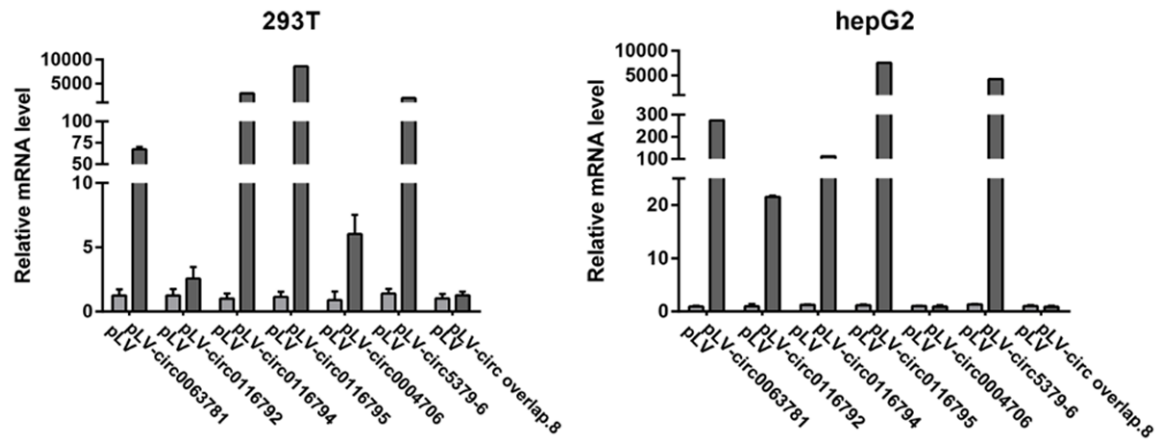 293T
Relative mRNA level
10000
5000
100
75
50
10
5
0
pLV
pLV-circ0063781
pLV
pLV-circ0116792
pLV
pLV-circ0116794
pLV
pLV-circ0116795
pLV
pLV-circ0004706
pLV
pLV-circ5379-6
pLV
pLV-circ overlap.8
hepG2
Relative mRNA level
10000
5000
300
200
100
20
10
0
pLV
pLV-circ0063781
pLV
pLV-circ0116792
pLV
pLV-circ0116794
pLV
pLV-circ0116795
pLV
pLV-circ0004706
pLV
pLV-circ5379-6
pLV
pLV-circ overlap.8